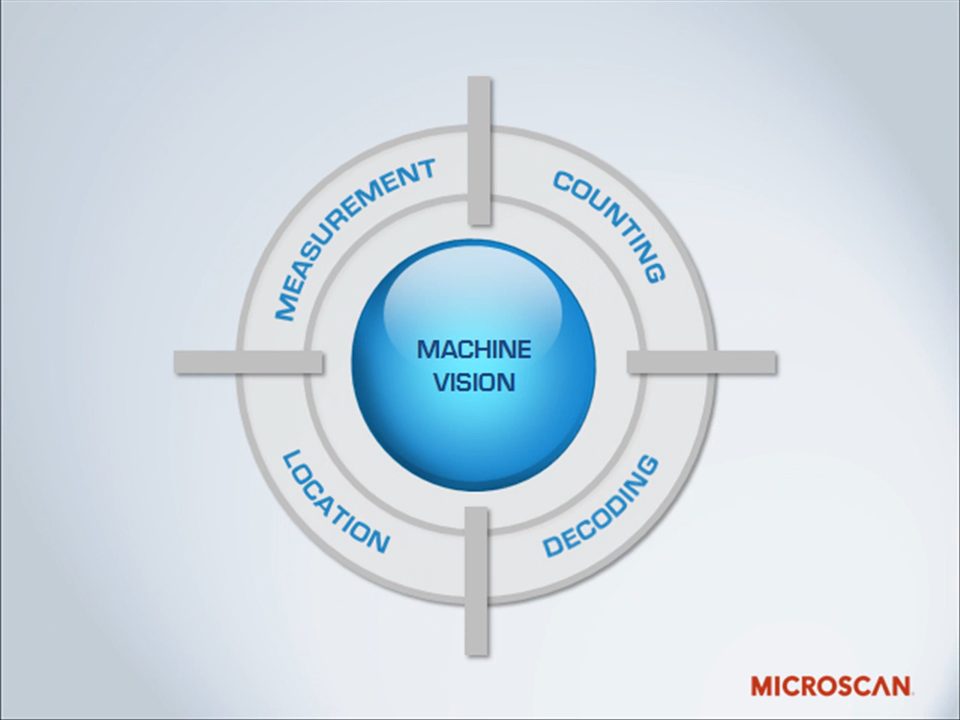 MEASUREMENT
COUNTING
MACHINE
VISION
LOCATION
DECODING
MICROSCAN